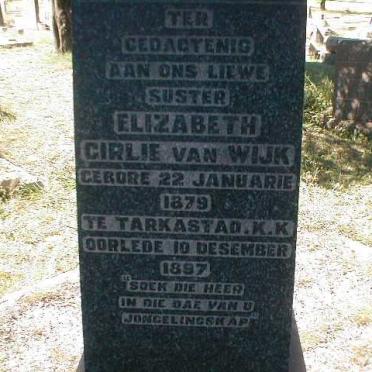 TER
GEDAGTENIS
AAN ONS LIEWE
SUSTER
ELIZABETH
GIRLIE VAN WIJK
GEBORE 22 JANUARIE
1879
TE TARKASTAD. K.K
OORLEDE 10 DESEMBER
1897
"SOEK DIE HEER
IN DIE DAE VAN U
JONGELINGSKAP"